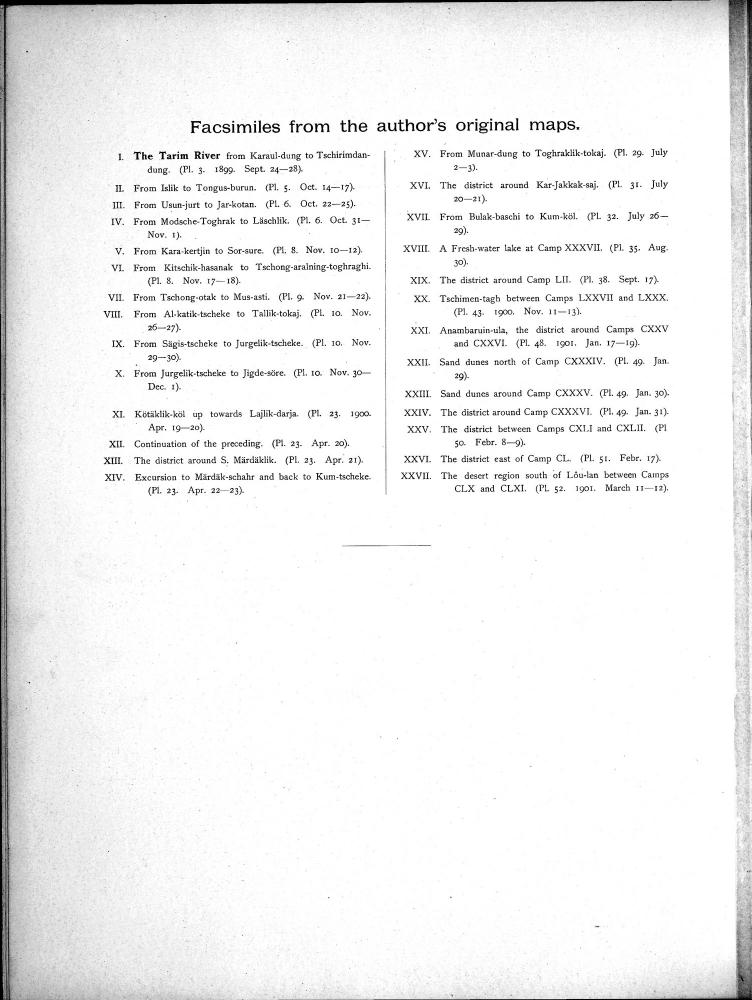 Facsimiles from the author's original maps.
I. The Tarim River from Karaul-dung to Tschirimdan-
dung. (Pl. 3. 1899. Sept. 24—28).
II. From Islik to Tongus-burun. (Pl. 5. Oct. 14—17).
III. From Usun-jurt to Jar-kotan. (Pl. 6. Oct. 22—25).
IV. From Modsche-Toghrak to Läschlik. (Pl. 6. Oct. 31—
Nov. 1).
V. From Kara-kertjin to Sor-sure. (Pl. 8. Nov. 10—12).
VI. From Kitschik-hasanak to Tschong-aralning-toghraghi.
(Pl. 8. Nov. 17—18).
VII. From Tschong-otak to Mus-asti. (Pl. 9. Nov. 21—22).
VIII. From Al-katik-tscheke to Tallik-tokaj. (Pl. 10. Nov.
26—27).
IX. From Sägis-tscheke to Jurgelik-tscheke. (Pl. 10. Nov.
29—30).
X. From Jurgelik-tscheke to Jigde-söre. (Pl. 10. Nov. 30—
Dec. 1).
XI. Kötäklik-köl up towards Lajlik-darja. (Pl. 23. 1900.
Apr. 19—20).
XII. Continuation of the preceding. (Pl. 23. Apr. 20).
XIII. The district around S. Märdäklik. (Pl. 23. Apr. 21).
XIV. Excursion to Märdäk-schahr and back to Kum-tscheke.
(Pl. 23. Apr. 22—23).
XV. From Munar-dung to Toghraklik-tokaj. (Pl. 29. July
2—3).
XVI. The district around Kar-Jakkak-saj. (Pl. 31. July
20—21).
XVII. From Bulak-baschi to Kum-köl. (Pl. 32. July 26—
29).
XVIII. A Fresh-water lake at Camp XXXVII. (Pl. 35. Aug.
30).
XIX. The district around Camp LII. (Pl. 38. Sept. 17).
XX. Tschimen-tagh between Camps LXXVII and LXXX.
(Pl. 43. 1900. Nov. 11—13).
XXI. Anambaruin-ula, the district around Camps CXXV
and CXXVI. (Pl. 48. 1901. Jan. 17—19).
XXII. Sand dunes north of Camp CXXXIV. (Pl. 49. Jan.
29).
XXIII. Sand dunes around Camp CXXXV. (Pl. 49. Jan. 30).
XXIV. The district around Camp CXXXVI. (Pl. 49. Jan. 31).
XXV. The district between Camps CXLI and CXLII. (Pl
50. Febr. 8—9).
XXVI. The district east of Camp CL. (Pl. 51. Febr. 17).
XXVII. The desert region south of Lôu-lan between Camps
CLX and CLXI. (Pl. 52. 1901. March 11—12).